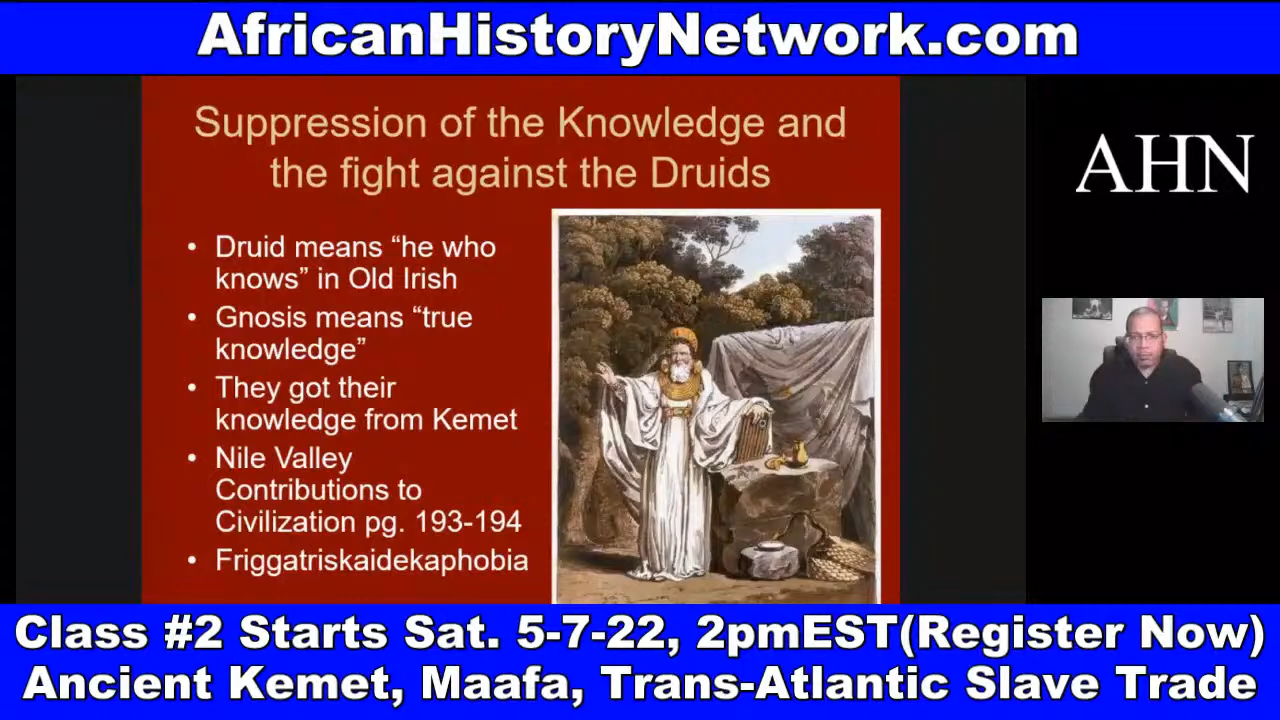 AfricanHistoryNetwork.com
Suppression of the Knowledge and
the fight against the Druids
• Druid means “he who
knows” in Old Irish
• Gnosis means “true
knowledge”
• They got their
knowledge from Kemet
• Nile Valley
Contributions to
Civilization pg. 193-194
• Friggatriskaidekaphobia
AHN
Class #2 Starts Sat. 5-7-22, 2pmEST(Register Now)
Ancient Kemet, Maafa, Trans-Atlantic Slave Trade